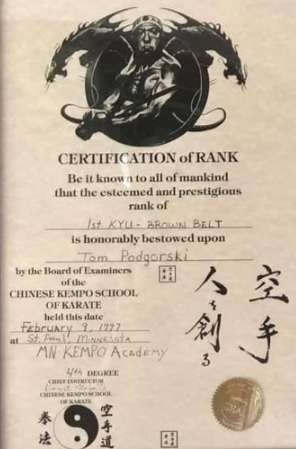 CERTIFICATION of RANK
Be it known to all of mankind
that the esteemed and prestigious
rank of
1st KYU - BROWN BELT
is honorably bestowed upon
Tom Podgorski
by the Board of Examiners
of the
CHINESE KEMPO SCHOOL
OF KARATE
held this date
February 9, 1997
at St. Paul, Minnesota
MN KEMPO Academy
DEGREE
CHIEF INSTRUCTOR
CHINESE KEMPO SCHOOL
OF KARATE
拳法
空手道
空手
人を創る